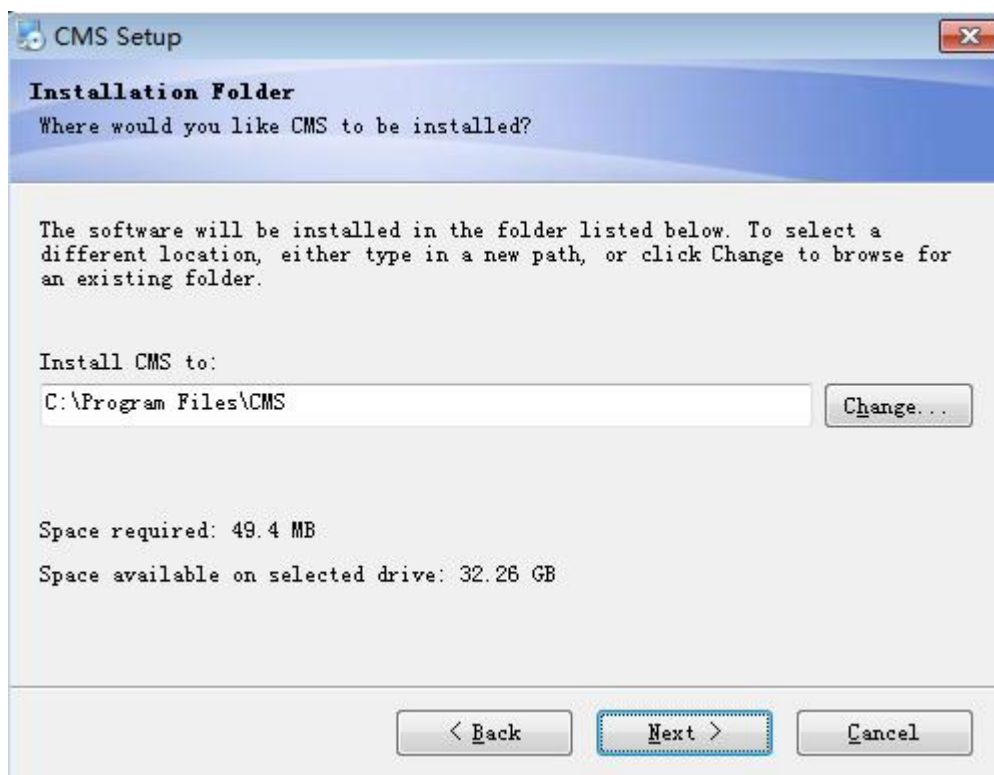 CMS Setup
Installation Folder
Where would you like CMS to be installed?
The software will be installed in the folder listed below. To select a
different location, either type in a new path, or click Change to browse for
an existing folder.
Install CMS to:
C:\Program Files\CMS
Change...
Space required: 49.4 MB
Space available on selected drive: 32.26 GB
< Back
Next >
Cancel